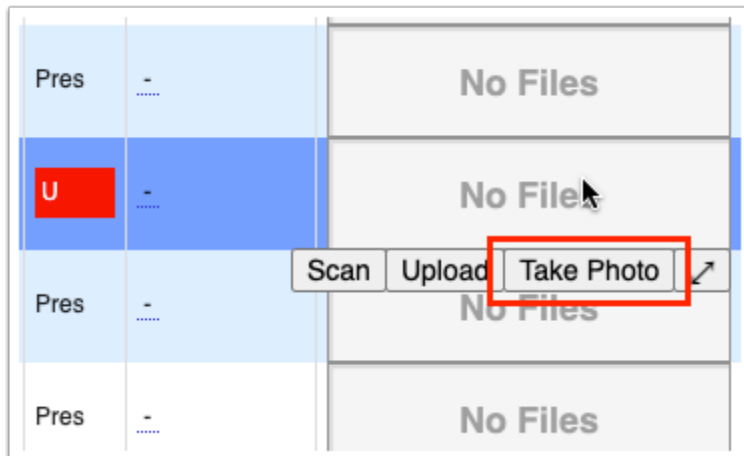 Pres - No Files
U - No Files
Scan Upload Take Photo
Pres - No Files
Pres - No Files